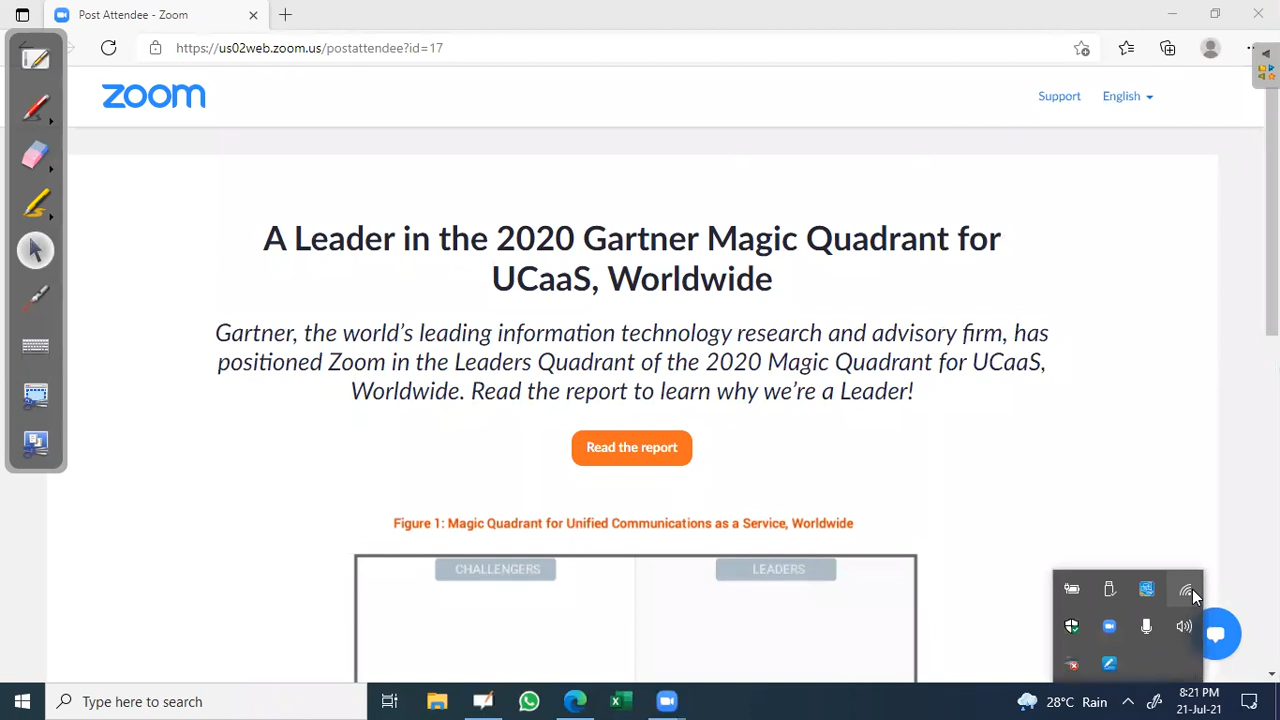 Post Attendee - Zoom
https://us02web.zoom.us/postattendee?id=17
zoom
Support
English
A Leader in the 2020 Gartner Magic Quadrant for
UCaaS, Worldwide
Gartner, the world's leading information technology research and advisory firm, has
positioned Zoom in the Leaders Quadrant of the 2020 Magic Quadrant for UCaaS,
Worldwide. Read the report to learn why we're a Leader!
Read the report
Figure 1: Magic Quadrant for Unified Communications as a Service, Worldwide
CHALLENGERS
LEADERS
Type here to search
28°C Rain
8:21 PM
21-Jul-21